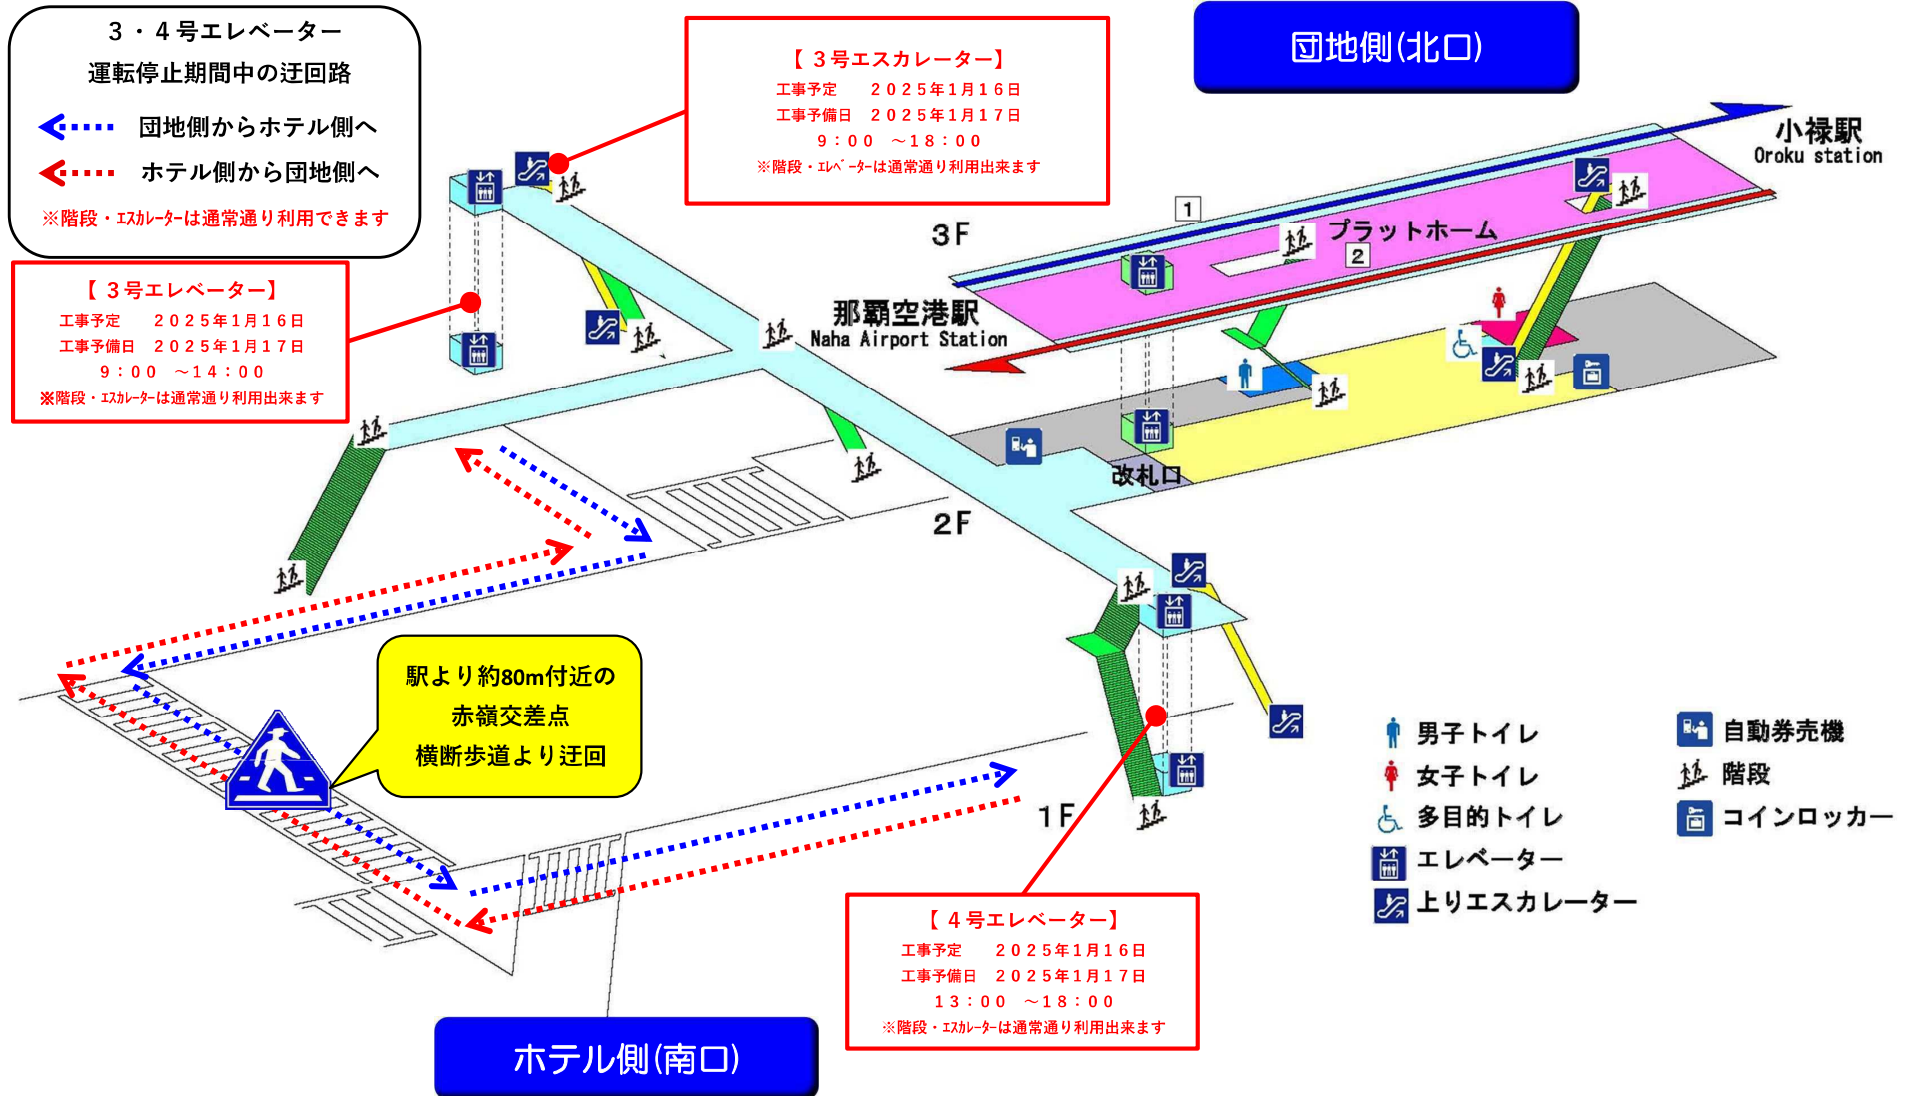 3・4号エレベーター
運転停止期間中の迂回路
団地側からホテル側へ
ホテル側から団地側へ
※階段・エスカレーターは通常通り利用できます
【3号エスカレーター】
工事予定 2025年1月16日
工事予備日 2025年1月17日
9:00 ～18:00
※階段・エレベーターは通常通り利用出来ます
団地側(北口)
【3号エレベーター】
工事予定 2025年1月16日
工事予備日 2025年1月17日
9:00 ～14:00
※階段・エスカレーターは通常通り利用出来ます
小禄駅
Oroku station
3F
1
プラットホーム
2
那覇空港駅
Naha Airport Station
改札口
2F
駅より約80m付近の
赤嶺交差点
横断歩道より迂回
1F
【4号エレベーター】
工事予定 2025年1月16日
工事予備日 2025年1月17日
13:00 ～18:00
※階段・エスカレーターは通常通り利用出来ます
男子トイレ
女子トイレ
多目的トイレ
エレベーター
上りエスカレーター
自動券売機
階段
コインロッカー
ホテル側(南口)